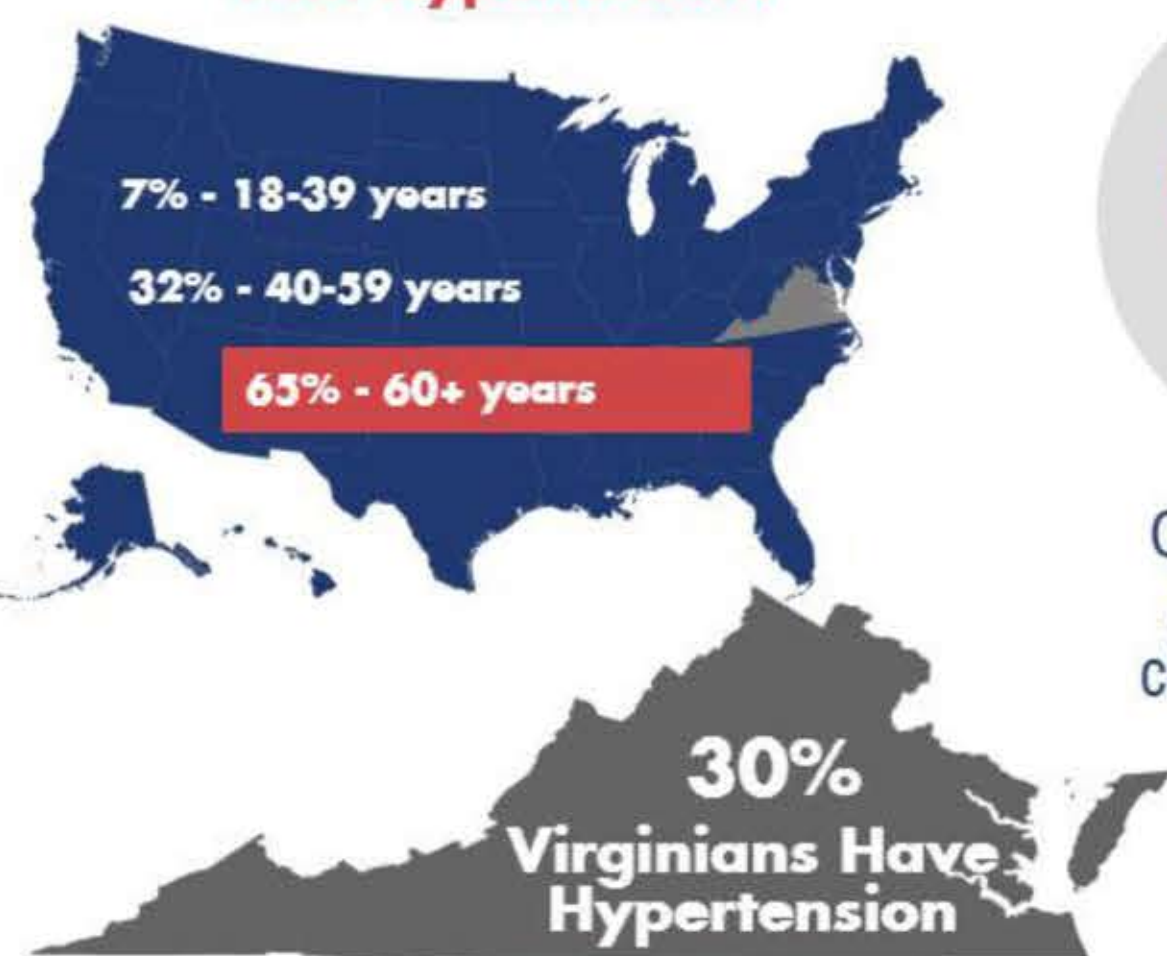 7% - 18-39 years
32% - 40-59 years
65% - 60+ years
30%
Virginians Have
Hypertension